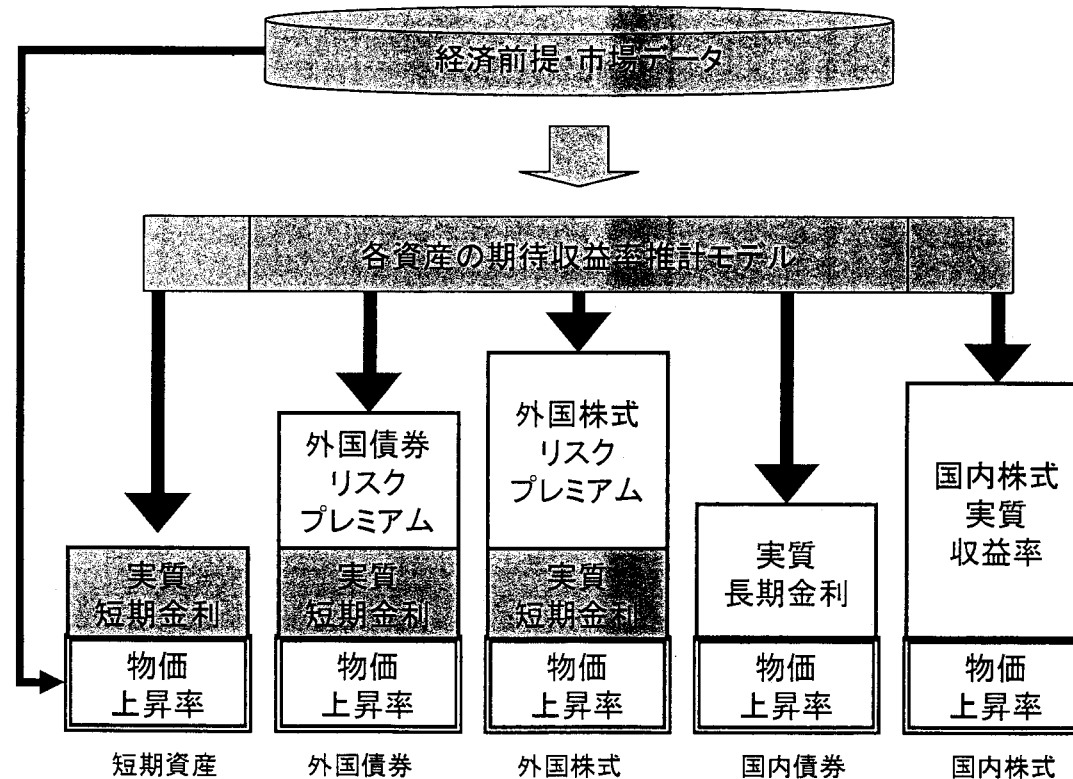 経済前提・市場データ
各資産の期待収益率推計モデル
実質
短期金利
物価
上昇率
短期資産
外国債券
リスク
プレミアム
実質
短期金利
物価
上昇率
外国債券
外国株式
リスク
プレミアム
実質
短期金利
物価
上昇率
外国株式
実質
長期金利
物価
上昇率
国内債券
国内株式
実質
収益率
物価
上昇率
国内株式